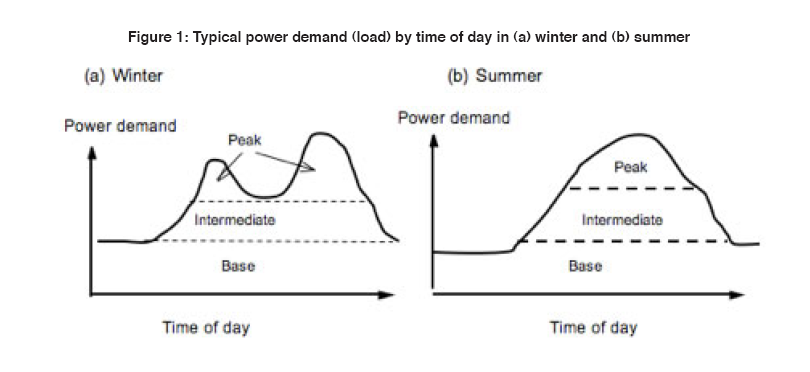 Figure 1: Typical power demand (load) by time of day in (a) winter and (b) summer
(a) Winter
Power demand
Peak
Intermediate
Base
Time of day
(b) Summer
Power demand
Peak
Intermediate
Base
Time of day